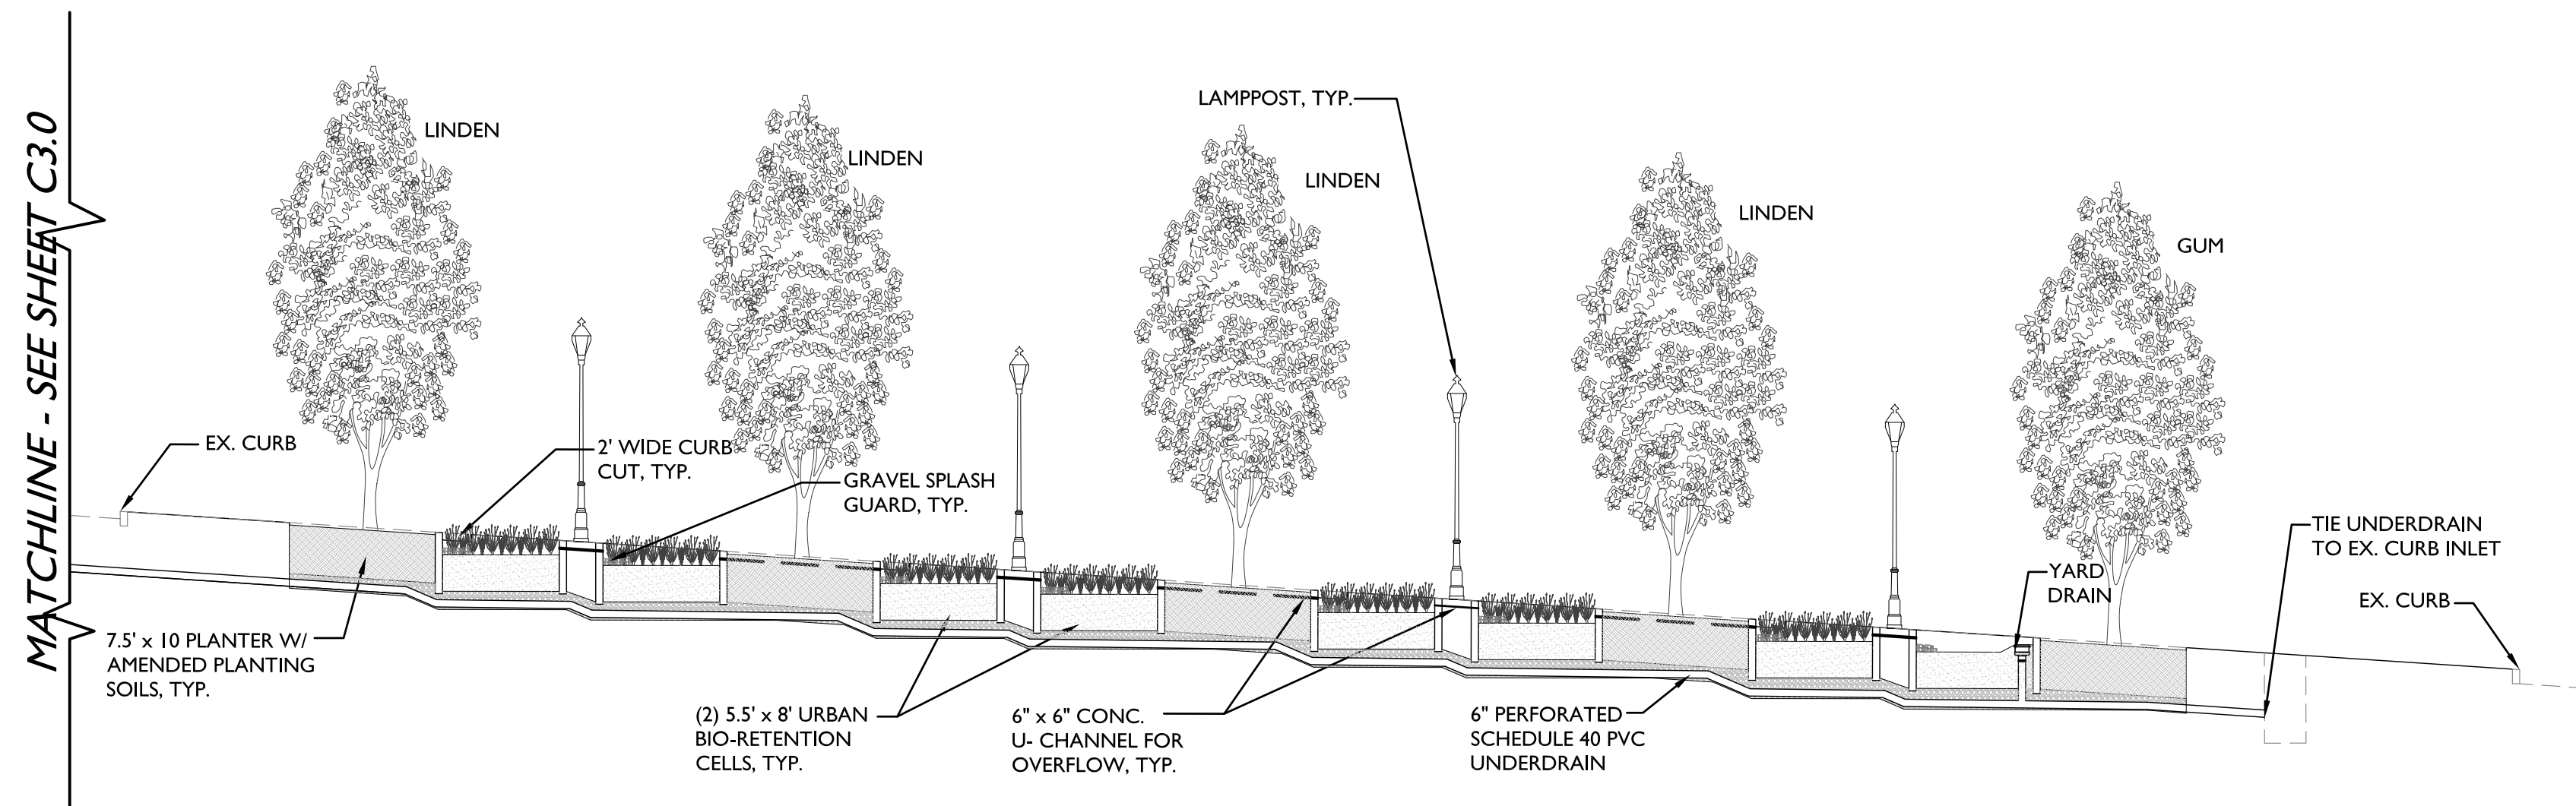 MATCHLINE - SEE SHEET C3.0
LINDEN
LINDEN
LINDEN
LINDEN
GUM
LAMPPOST, TYP.
EX. CURB
2' WIDE CURB
CUT, TYP.
GRAVEL SPLASH
GUARD, TYP.
TIE UNDERDRAIN
TO EX. CURB INLET
YARD
DRAIN
EX. CURB
7.5' x 10 PLANTER W/
AMENDED PLANTING
SOILS, TYP.
(2) 5.5' x 8' URBAN
BIO-RETENTION
CELLS, TYP.
6" x 6" CONC.
U- CHANNEL FOR
OVERFLOW, TYP.
6" PERFORATED
SCHEDULE 40 PVC
UNDERDRAIN